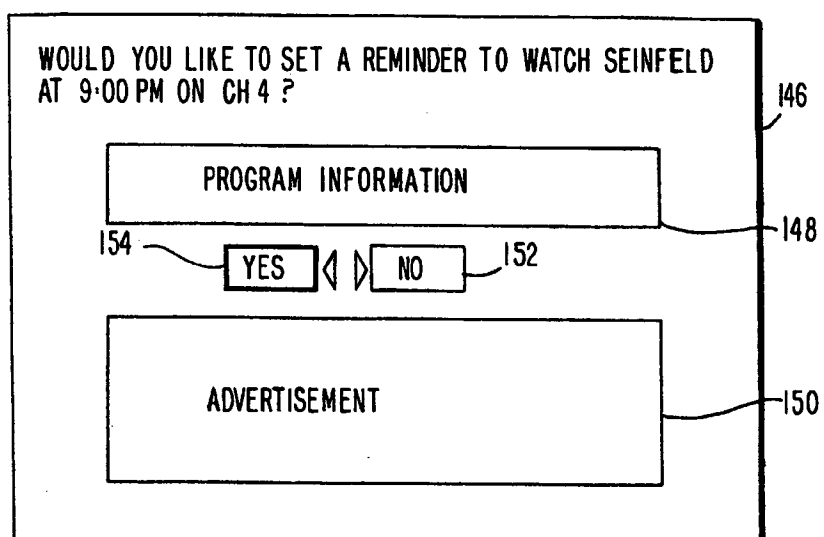 WOULD YOU LIKE TO SET A REMINDER TO WATCH SEINFELD
AT 9:00 PM ON CH 4 ?
146
PROGRAM INFORMATION
148
154
YES
NO
152
ADVERTISEMENT
150